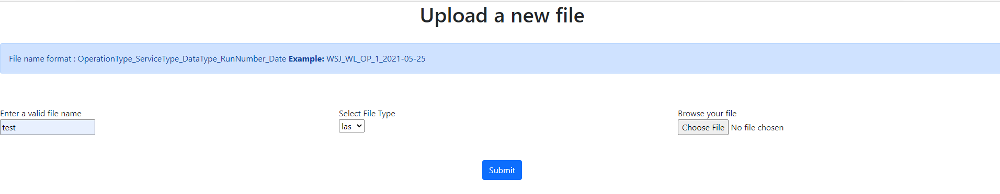 Upload a new file
File name format : OperationType_ServiceType_DataType_RunNumber_Date Example: WSJ_WL_OP_1_2021-05-25
Enter a valid file name
test
Select File Type
las
Browse your file
Choose File No file chosen
Submit